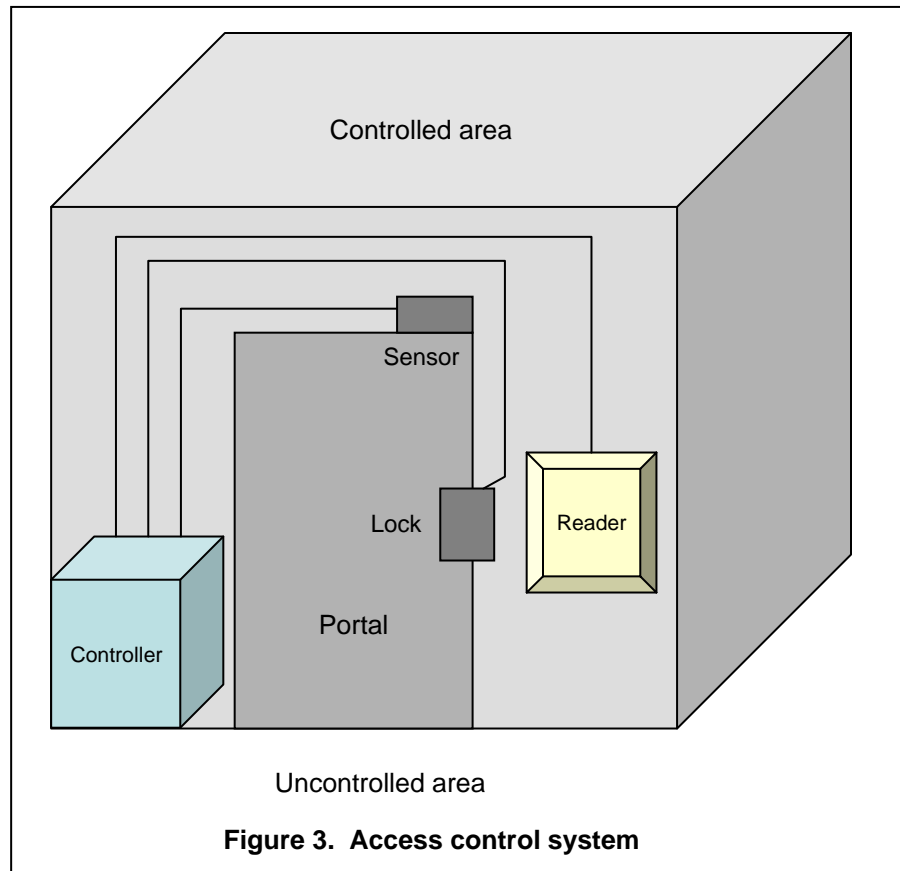 Controlled area
Sensor
Lock
Reader
Portal
Controller
Uncontrolled area
Figure 3. Access control system